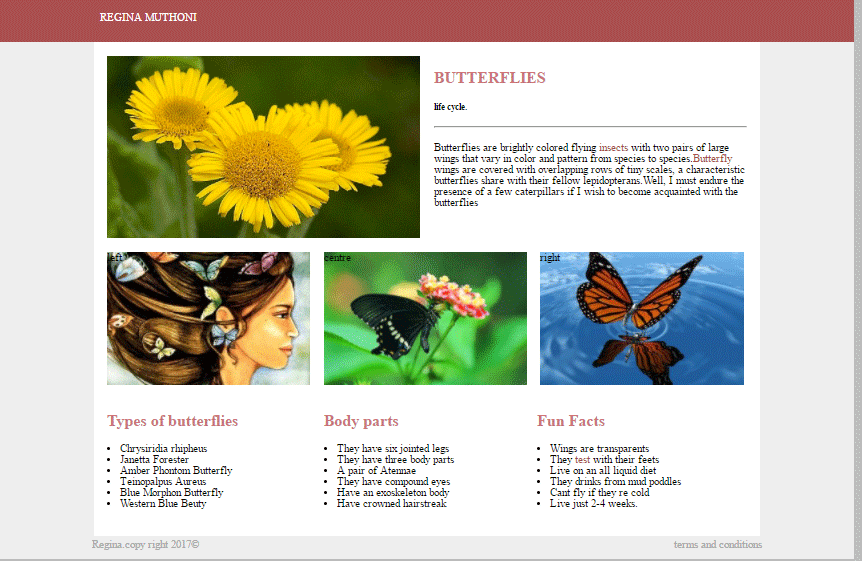 REGINA MUTHONI
BUTTERFLIES
life cycle.
Butterflies are brightly colored flying insects with two pairs of large
wings that vary in color and pattern from species to species.Butterfly
wings are covered with overlapping rows of tiny scales, a characteristic
butterflies share with their fellow lepidopterans.Well, I must endure the
presence of a few caterpillars if I wish to become acquainted with the
butterflies
left
centre
right
Types of butterflies
• Chrysiridia rhipheus
• Janetta Forester
• Amber Phontom Butterfly
• Teinopalpus Aureus
• Blue Morphon Butterfly
• Western Blue Beuty
Body parts
• They have six jointed legs
• They have three body parts
• A pair of Atennae
• They have compound eyes
• Have an exoskeleton body
• Have crowned hairstreak
Fun Facts
• Wings are transparents
• They test with their feets
• Live on an all liquid diet
• They drinks from mud poddles
• Cant fly if they re cold
• Live just 2-4 weeks.
Regina.copy right 2017©
terms and conditions